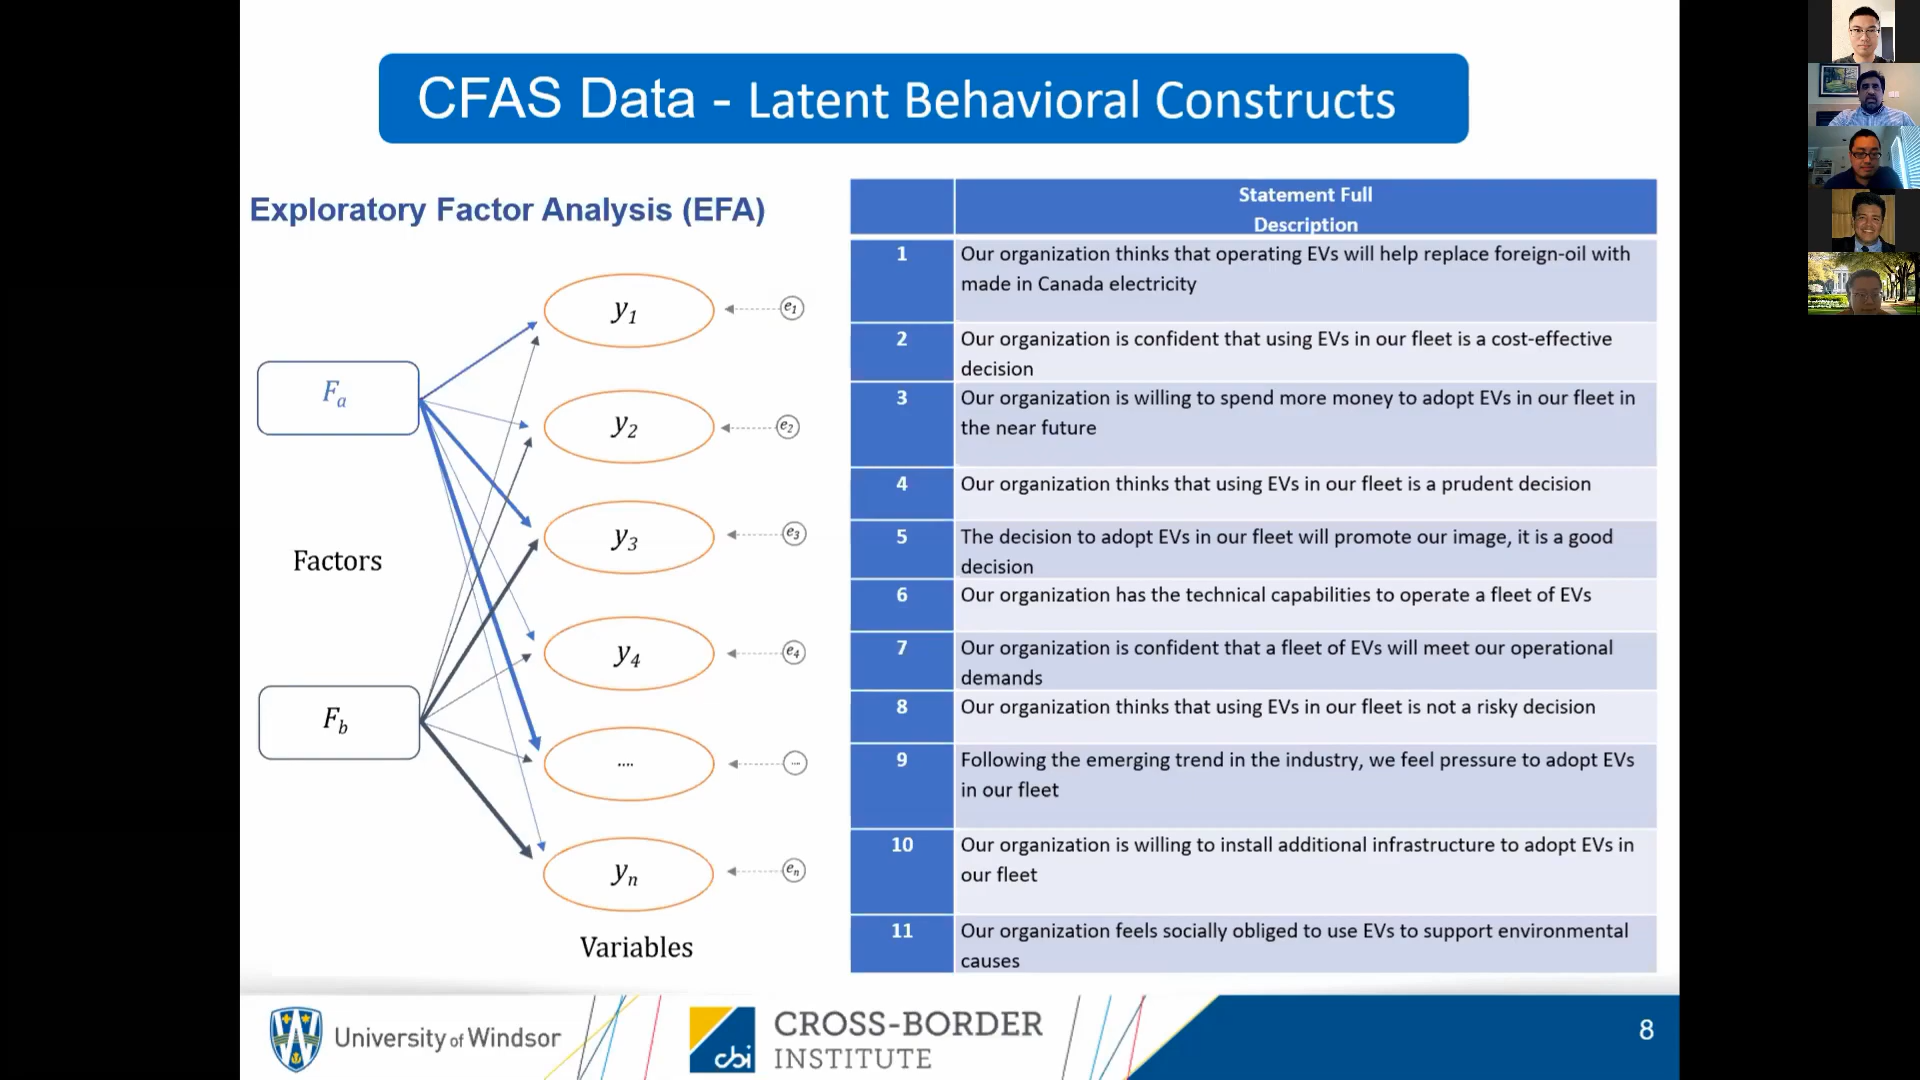 CFAS Data - Latent Behavioral Constructs
Exploratory Factor Analysis (EFA)
Fa
Fb
Factors
y1
y2
y3
y4
....
yn
e1
e2
e3
e4
....
en
Variables
Statement Full
Description
1
Our organization thinks that operating EVs will help replace foreign-oil with
made in Canada electricity
2
Our organization is confident that using EVs in our fleet is a cost-effective
decision
3
Our organization is willing to spend more money to adopt EVs in our fleet in
the near future
4
Our organization thinks that using EVs in our fleet is a prudent decision
5
The decision to adopt EVs in our fleet will promote our image, it is a good
decision
6
Our organization has the technical capabilities to operate a fleet of EVs
7
Our organization is confident that a fleet of EVs will meet our operational
demands
8
Our organization thinks that using EVs in our fleet is not a risky decision
9
Following the emerging trend in the industry, we feel pressure to adopt EVs
in our fleet
10
Our organization is willing to install additional infrastructure to adopt EVs in
our fleet
11
Our organization feels socially obliged to use EVs to support environmental
causes
University of Windsor
cbi
CROSS-BORDER
INSTITUTE
8